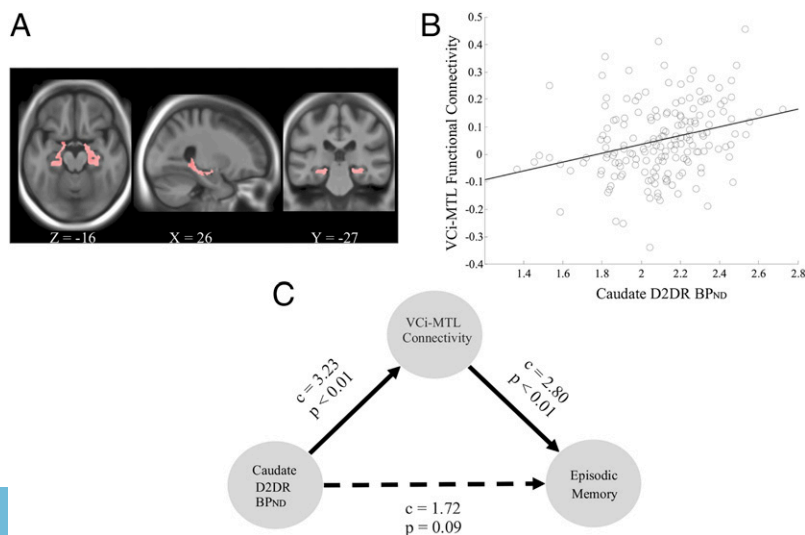 A
Z = -16 X = 26 Y = -27
B
VCi-MTL Functional Connectivity
0.5
0.4
0.3
0.2
0.1
0
-0.1
-0.2
-0.3
-0.4
1.4 1.6 1.8 2 2.2 2.4 2.6 2.8
Caudate D2DR BPND
C
VCi-MTL
Connectivity
c = 3.23
p < 0.01
c = 2.80
p < 0.01
Caudate
D2DR
BPND
Episodic
Memory
c = 1.72
p = 0.09